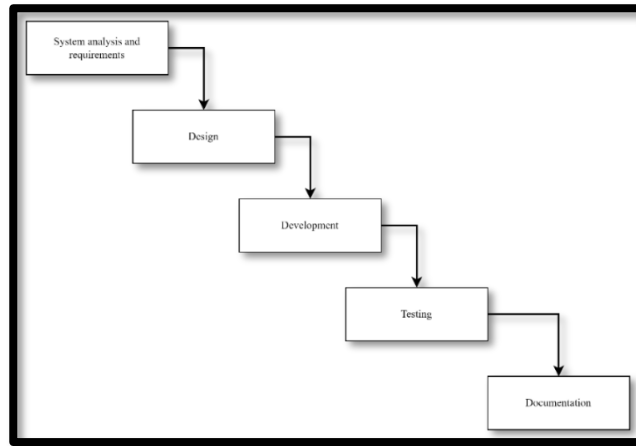 System analysis and
requirements
Design
Development
Testing
Documentation